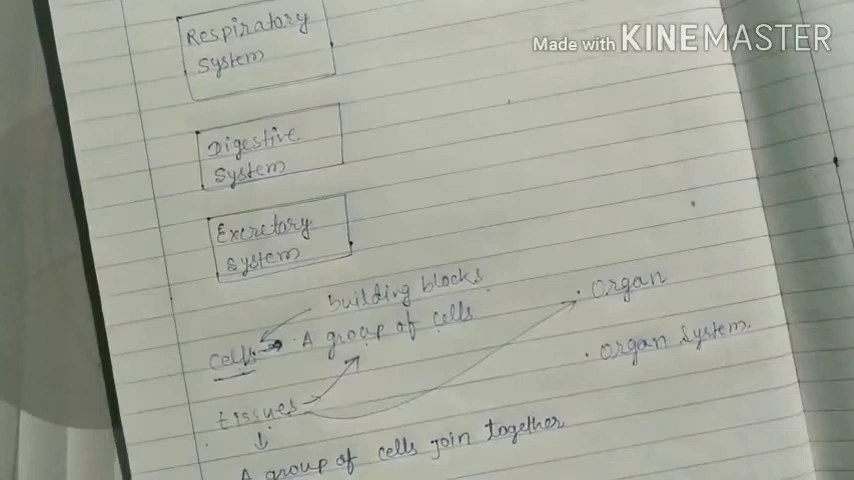 Made with KINEMASTER
Respiratory
System
Digestive
System
Excretory
System
building blocks
cells
A group of cells
Organ
Organ System
tissues
A group of cells join together